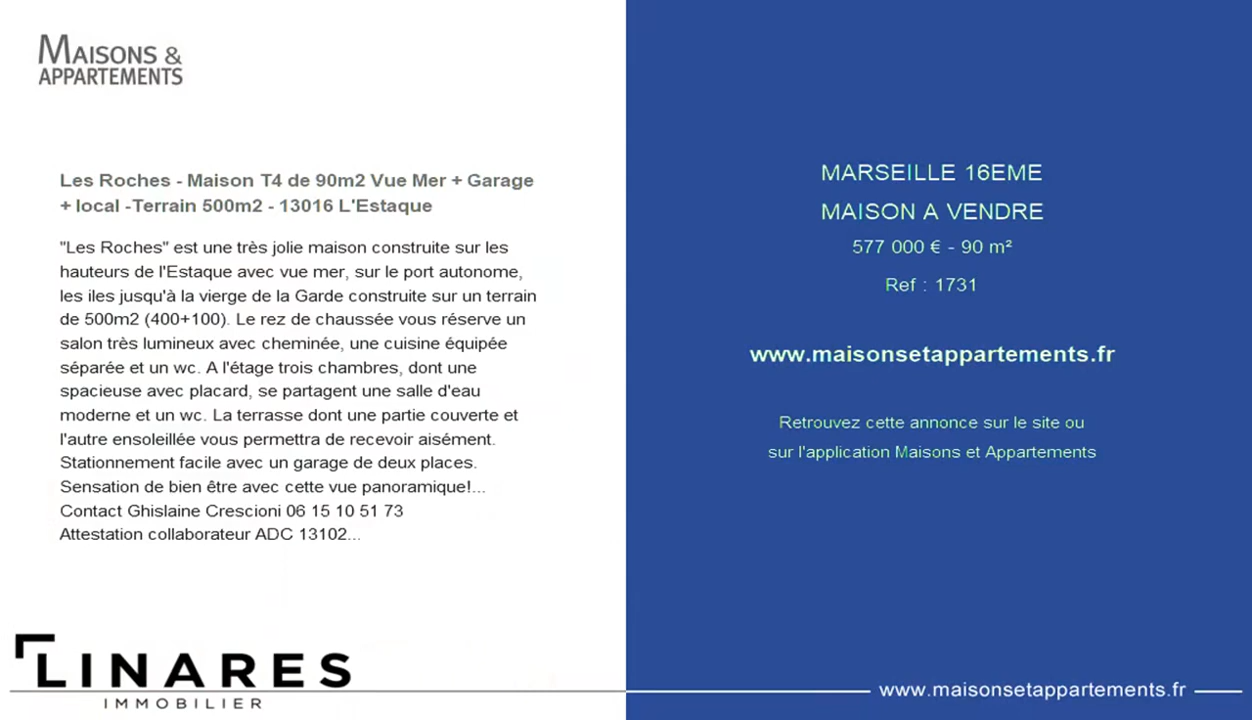 MAISONS &
APPARTEMENTS
Les Roches - Maison T4 de 90m2 Vue Mer + Garage
+ local -Terrain 500m2 - 13016 L'Estaque
"Les Roches" est une très jolie maison construite sur les
hauteurs de l'Estaque avec vue mer, sur le port autonome,
les iles jusqu'à la vierge de la Garde construite sur un terrain
de 500m2 (400+100). Le rez de chaussée vous réserve un
salon très lumineux avec cheminée, une cuisine équipée
séparée et un wc. A l'étage trois chambres, dont une
spacieuse avec placard, se partagent une salle d'eau
moderne et un wc. La terrasse dont une partie couverte et
l'autre ensoleillée vous permettra de recevoir aisément.
Stationnement facile avec un garage de deux places.
Sensation de bien être avec cette vue panoramique!...
Contact Ghislaine Crescioni 06 15 10 51 73
Attestation collaborateur ADC 13102...
LINARES
IMMOBILIER
MARSEILLE 16EME
MAISON A VENDRE
577 000 € - 90 m²
Ref : 1731
www.maisonsetappartements.fr
Retrouvez cette annonce sur le site ou
sur l'application Maisons et Appartements
www.maisonsetappartements.fr